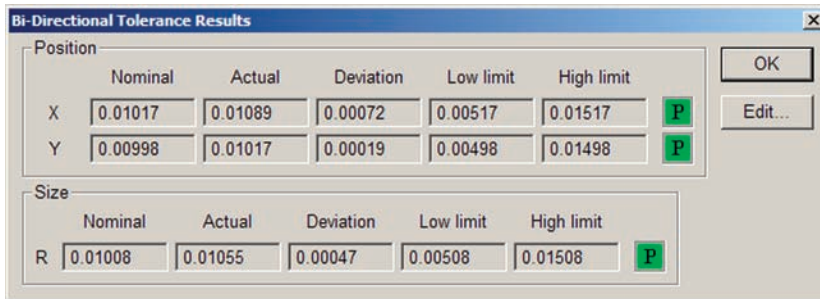 Bi-Directional Tolerance Results
Position
Nominal Actual Deviation Low limit High limit
X 0.01017 0.01089 0.00072 0.00517 0.01517 P
Y 0.00998 0.01017 0.00019 0.00498 0.01498 P
OK
Edit...
Size
Nominal Actual Deviation Low limit High limit
R 0.01008 0.01055 0.00047 0.00508 0.01508 P